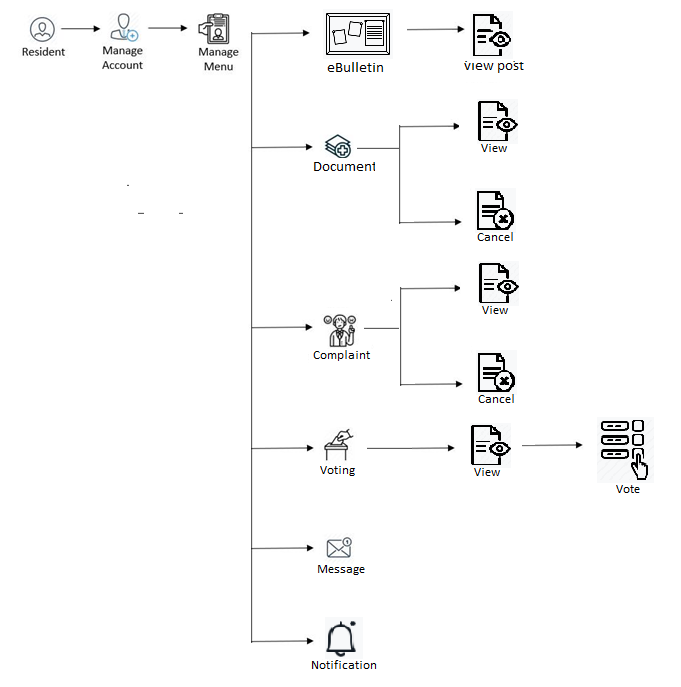 Resident
Manage
Account
Manage
Menu
eBulletin
view post
Document
View
Cancel
Complaint
View
Cancel
Voting
View
Vote
Message
Notification